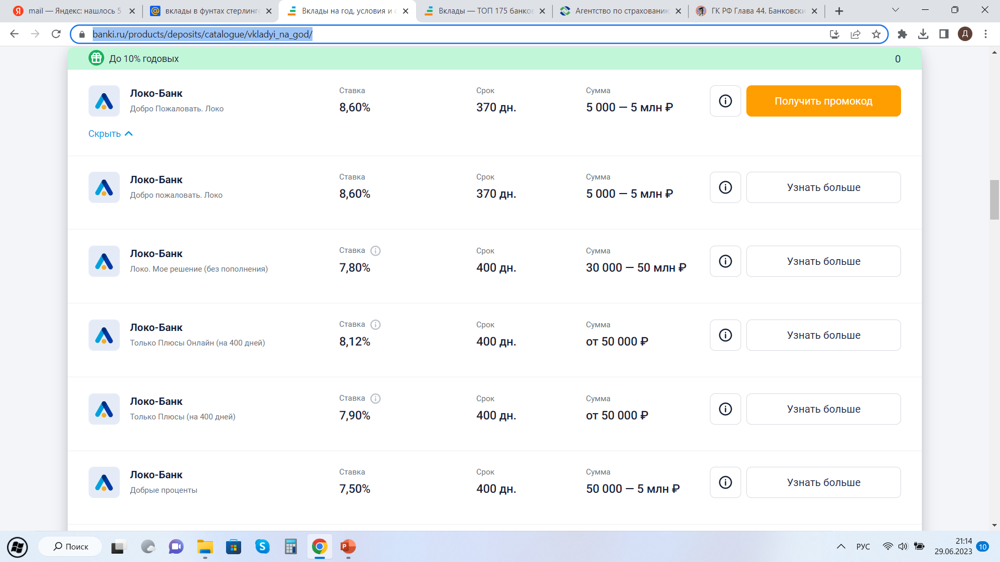 mail — Яндекс: нашлось 5
вклады в фунтах стерлинг
Вклады на год, условия и с
Вклады — ТОП 175 банков
Агентство по страхованию
ГК РФ Глава 44. Банковски
banki.ru/products/deposits/catalogue/vkladyi_na_god/
Д
До 10% годовых
0
Локо-Банк
Добро Пожаловать. Локо
Ставка
8,60%
Срок
370 дн.
Сумма
5 000 — 5 млн ₽
Получить промокод
Скрыть
Локо-Банк
Добро пожаловать. Локо
Ставка
8,60%
Срок
370 дн.
Сумма
5 000 — 5 млн ₽
Узнать больше
Локо-Банк
Локо. Мое решение (без пополнения)
Ставка
7,80%
Срок
400 дн.
Сумма
30 000 — 50 млн ₽
Узнать больше
Локо-Банк
Только Плюсы Онлайн (на 400 дней)
Ставка
8,12%
Срок
400 дн.
Сумма
от 50 000 ₽
Узнать больше
Локо-Банк
Только Плюсы (на 400 дней)
Ставка
7,90%
Срок
400 дн.
Сумма
от 50 000 ₽
Узнать больше
Локо-Банк
Добрые проценты
Ставка
7,50%
Срок
400 дн.
Сумма
50 000 — 5 млн ₽
Узнать больше
Поиск
РУС
21:14
29.06.2023
10